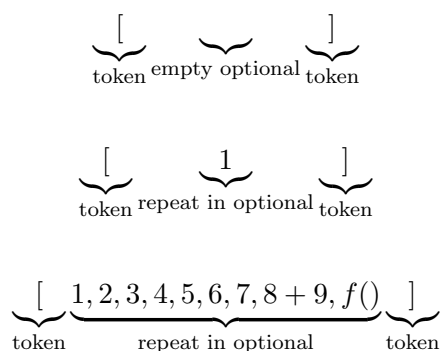 [ ]
token empty optional token
[ 1 ]
token repeat in optional token
[ 1, 2, 3, 4, 5, 6, 7, 8 + 9, f() ]
token repeat in optional token